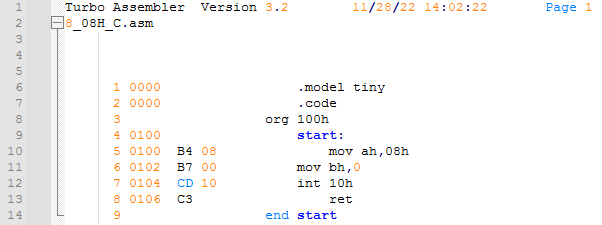 1 Turbo Assembler  Version 3.2        11/28/22 14:02:22       Page 1
2 8_08H_C.asm
3
4
5
6       1 0000                 .model tiny
7       2 0000                 .code
8       3                  org 100h
9       4 0100                 start:
10      5 0100  B4 08              mov ah,08h
11      6 0102  B7 00          mov bh,0
12      7 0104  CD 10          int 10h
13      8 0106  C3                 ret
14      9                  end start